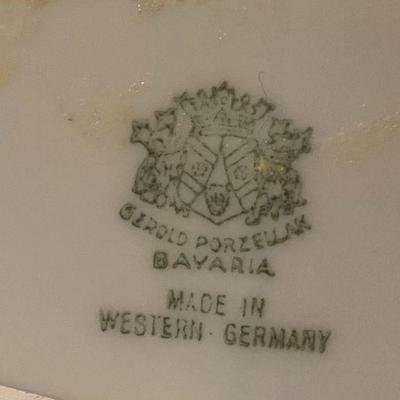 GEROLD PORZELLAN
BAVARIA
MADE IN
WESTERN · GERMANY